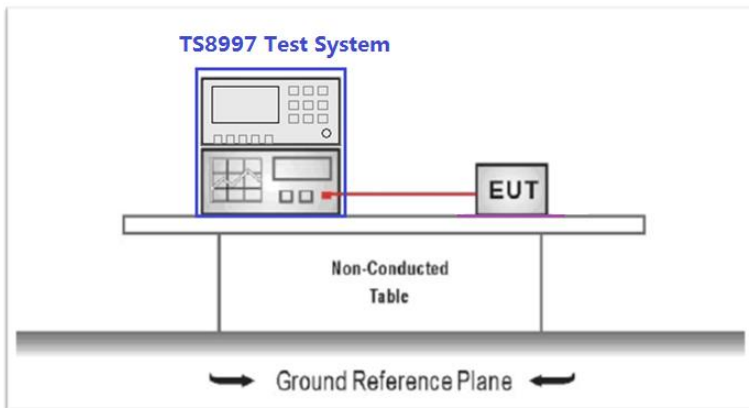 TS8997 Test System
EUT
Non-Conducted
Table
Ground Reference Plane